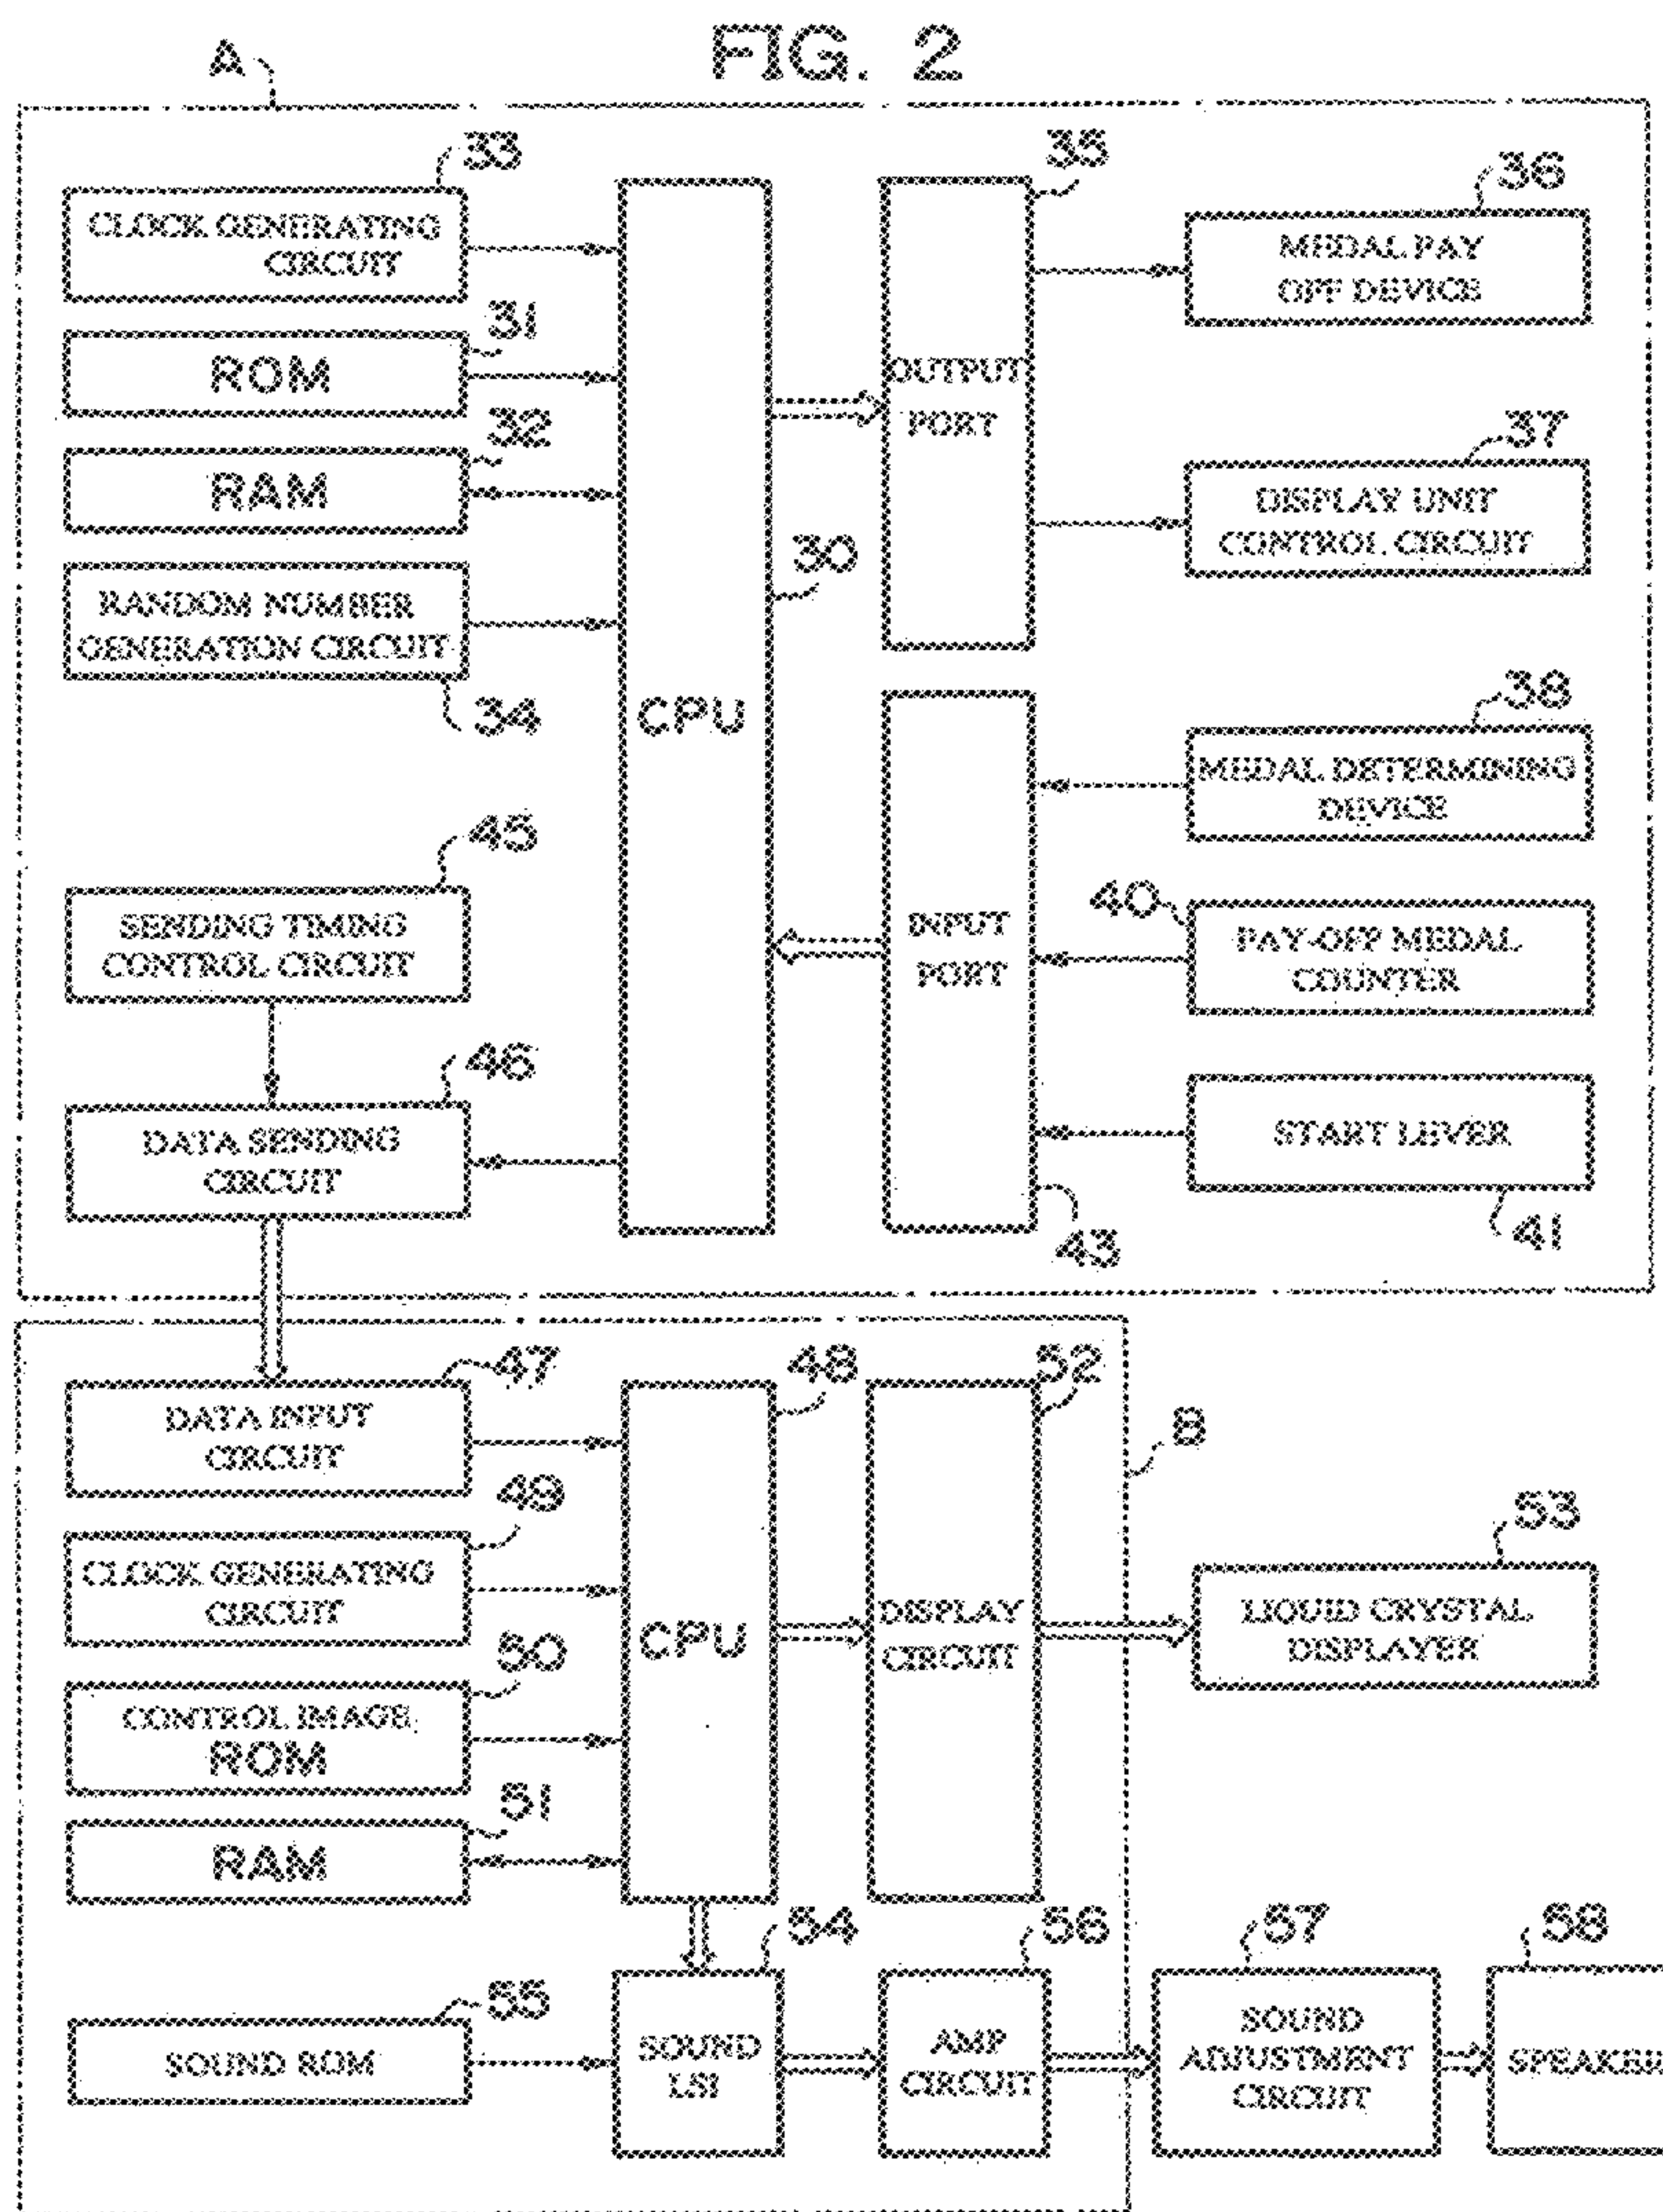 FIG. 2
A
33
CLOCK GENERATING
CIRCUIT
31
ROM
32
RAM
RANDOM NUMBER
GENERATION CIRCUIT
34
CPU
30
35
OUTPUT
PORT
36
MEDAL PAY
OFF DEVICE
37
DISPLAY UNIT
CONTROL CIRCUIT
38
MEDAL DETERMINING
DEVICE
40
PAY-OFF MEDAL
COUNTER
START LEVER
41
INPUT
PORT
43
45
SENDING TIMING
CONTROL CIRCUIT
46
DATA SENDING
CIRCUIT
47
DATA INPUT
CIRCUIT
49
CLOCK GENERATING
CIRCUIT
50
CONTROL IMAGE
ROM
51
RAM
48
CPU
52
DISPLAY
CIRCUIT
8
53
LIQUID CRYSTAL
DISPLAYER
55
SOUND ROM
54
SOUND
LSI
56
AMP
CIRCUIT
57
SOUND
ADJUSTMENT
CIRCUIT
58
SPEAKER